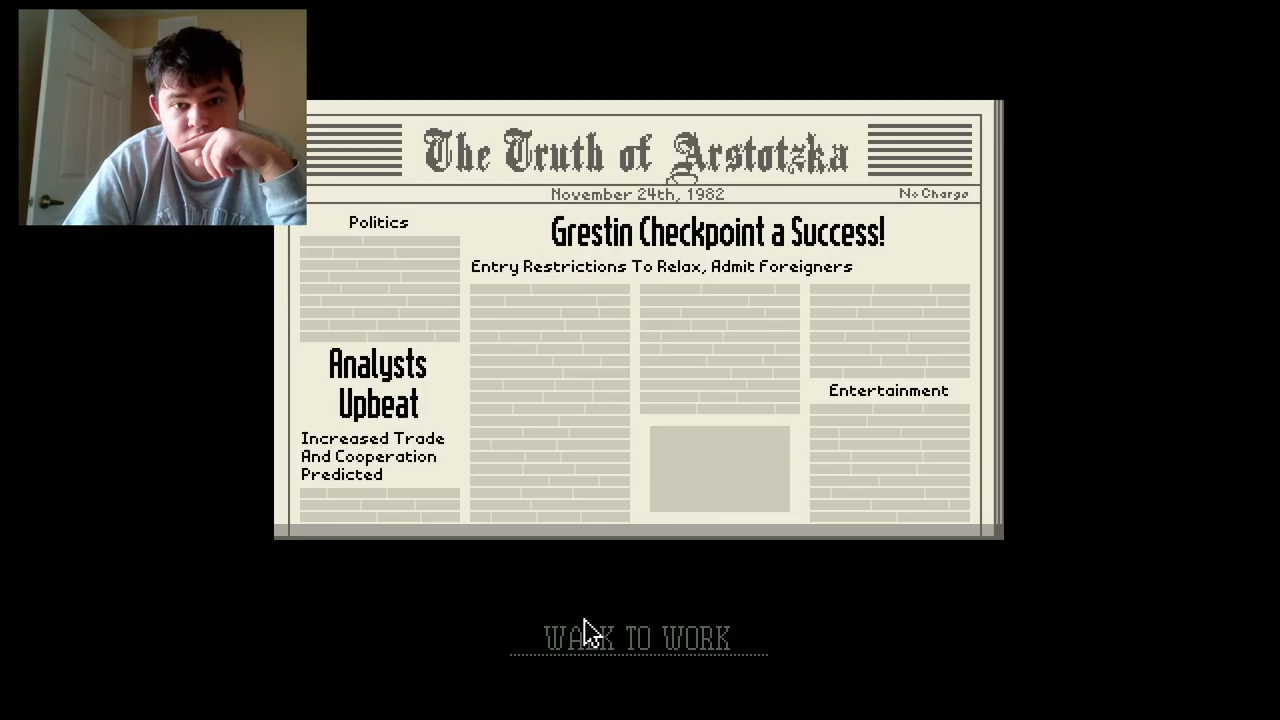 The Truth of Arstotzka
November 24th, 1982
No Charge
Politics
Analysts
Upbeat
Increased Trade
And Cooperation
Predicted
Grestin Checkpoint a Success!
Entry Restrictions To Relax, Admit Foreigners
Entertainment
WALK TO WORK